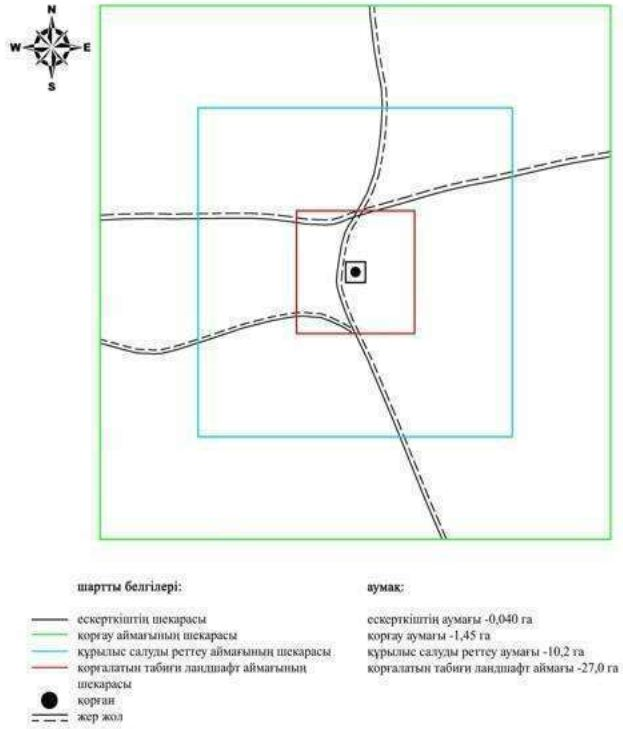 N
W E
S
шартты белгілері:
ескерткіштің шекарасы
қорғау аймағының шекарасы
құрылыс салуды реттеу аймағының шекарасы
қорғалатын табиғи ландшафт аймағының
шекарасы
қорған
жер жол
аумақ:
ескерткіштің аумағы -0,040 га
қорғау аумағы -1,45 га
құрылыс салуды реттеу аумағы -10,2 га
қорғалатын табиғи ландшафт аймағы -27,0 га